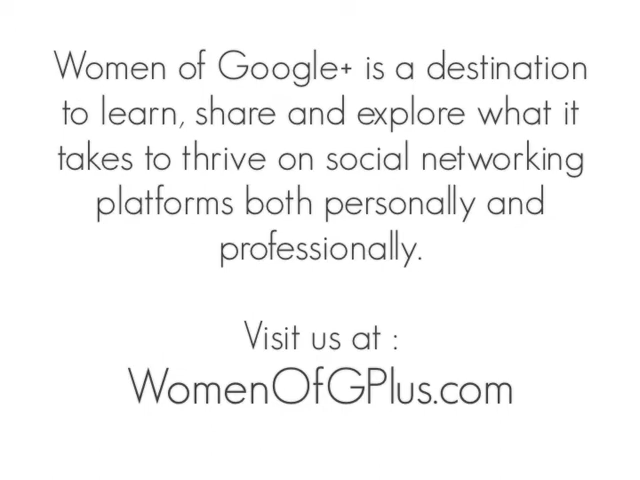 Women of Google+ is a destination
to learn, share and explore what it
takes to thrive on social networking
platforms both personally and
professionally.
Visit us at :
WomenOfGPlus.com